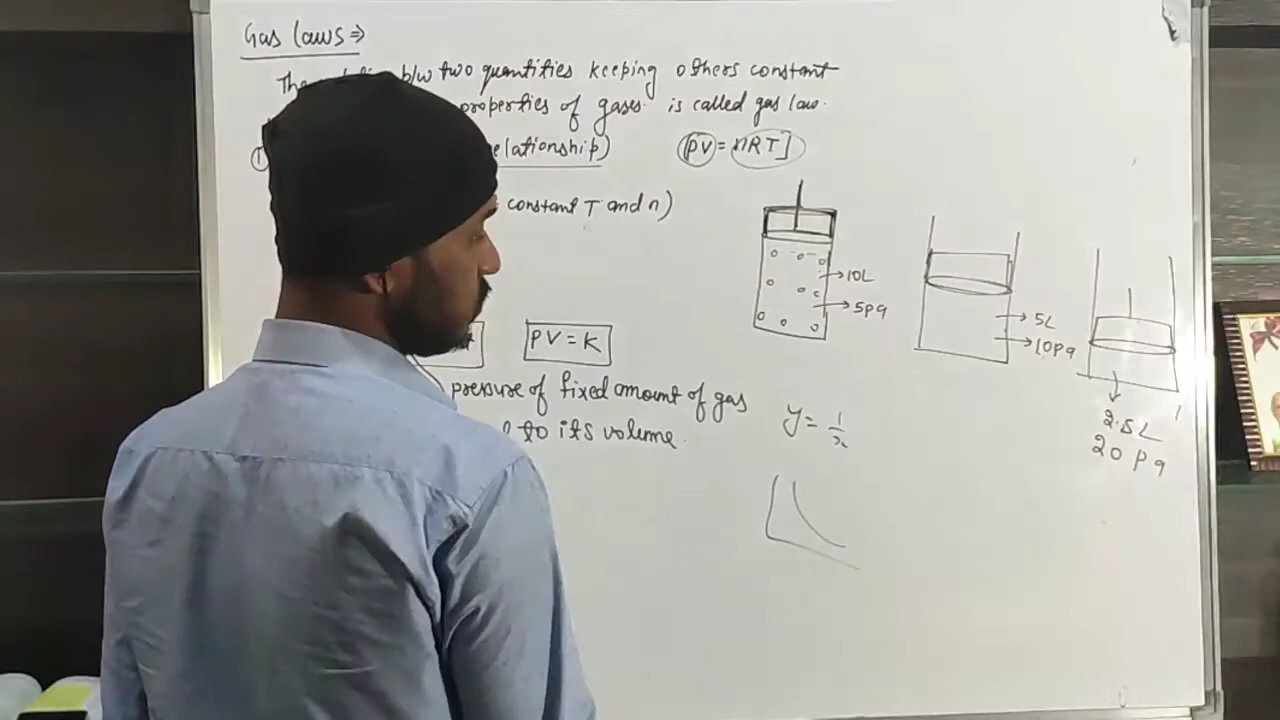 Gas laws ⇒
The b/w two quantities keeping others constant
properties of gases is called gas law.
① elationship) [PV = nRT]
constant T and n)
10L
5Pa
5L
10Pa
PV = K
2.5L
20 Pa
pressure of fixed amount of gas
to its volume.
y = 1/x